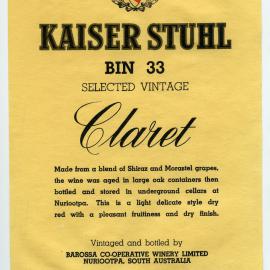 KAISER STUHL
BIN 33
SELECTED VINTAGE
Claret
Made from a blend of Shiraz and Morastel grapes,
the wine was aged in large oak containers then
bottled and stored in underground cellars at
Nuriootpa. This is a light delicate style dry
red with a pleasant fruitiness and dry finish.
Vintaged and bottled by
BAROSSA CO-OPERATIVE WINERY LIMITED
NURIOOTPA, SOUTH AUSTRALIA